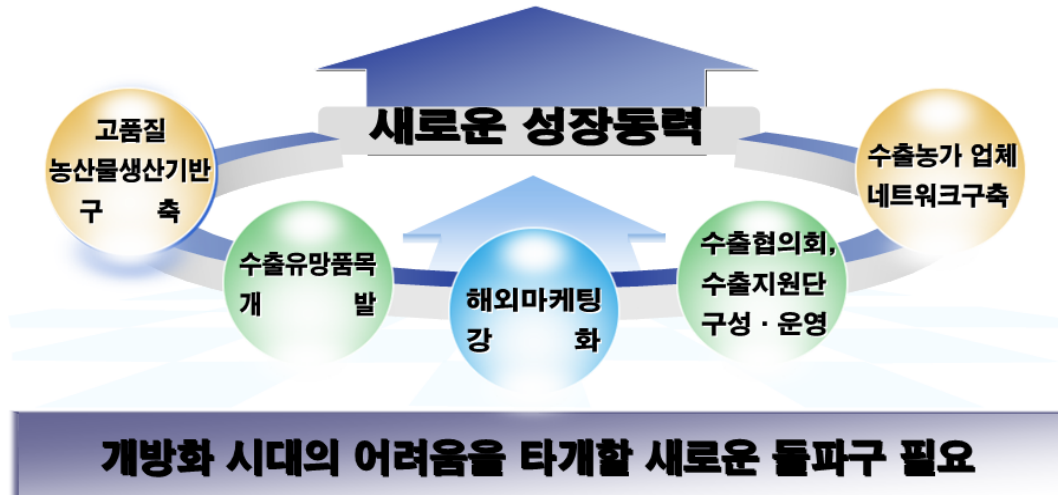 새로운 성장동력
고품질
농산물생산기반
구 축
수출유망품목
개 발
해외마케팅
강 화
수출협의회,
수출지원단
구성 · 운영
수출농가 업체
네트워크구축
개방화 시대의 어려움을 타개할 새로운 돌파구 필요